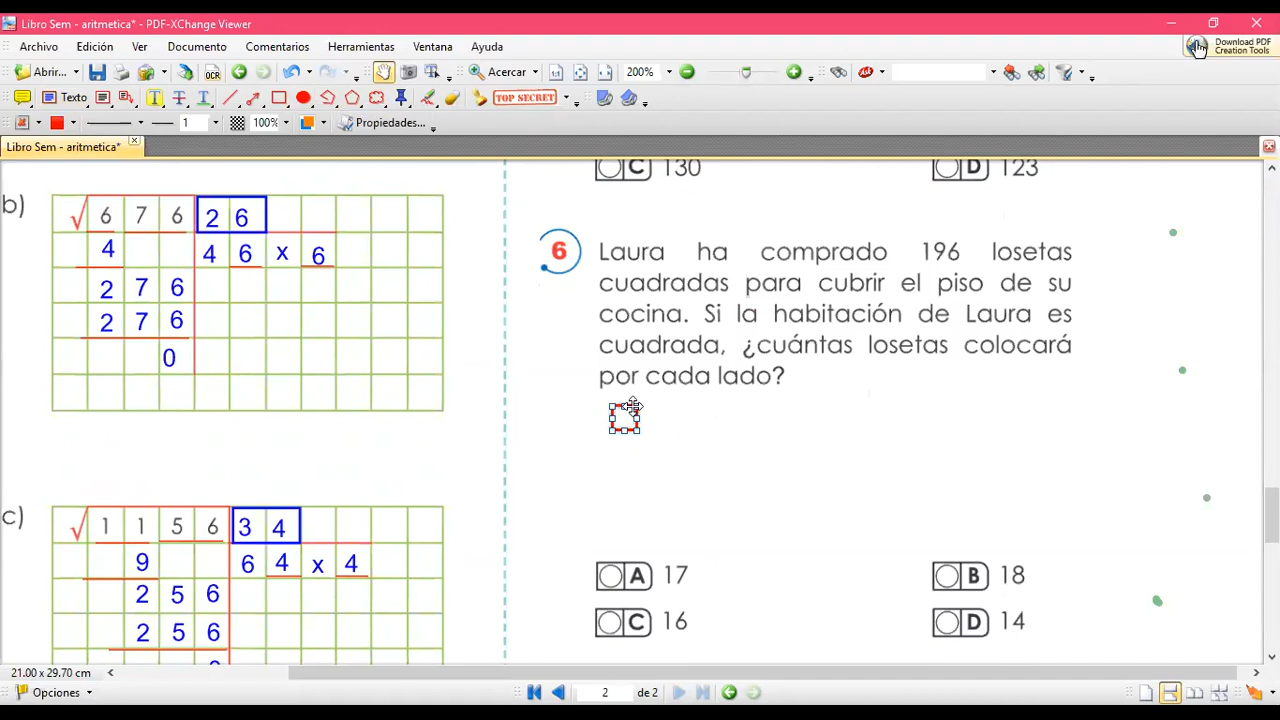 Libro Sem - aritmetica* - PDF-XChange Viewer
Archivo Edición Ver Documento Comentarios Herramientas Ventana Ayuda
Download PDF
Creation Tools
Abrir... OCR Acercar 200%
Texto TOP SECRET
1 100% Propiedades...
Libro Sem - aritmetica*
b)
√ 6 7 6 2 6
4 4 6 x 6
2 7 6
2 7 6
0
c)
√ 1 1 5 6 3 4
9 6 4 x 4
2 5 6
2 5 6
0
C 130 D 123
6 Laura ha comprado 196 losetas
cuadradas para cubrir el piso de su
cocina. Si la habitación de Laura es
cuadrada, ¿cuántas losetas colocará
por cada lado?
A 17 B 18
C 16 D 14
21.00 x 29.70 cm
Opciones 2 de 2